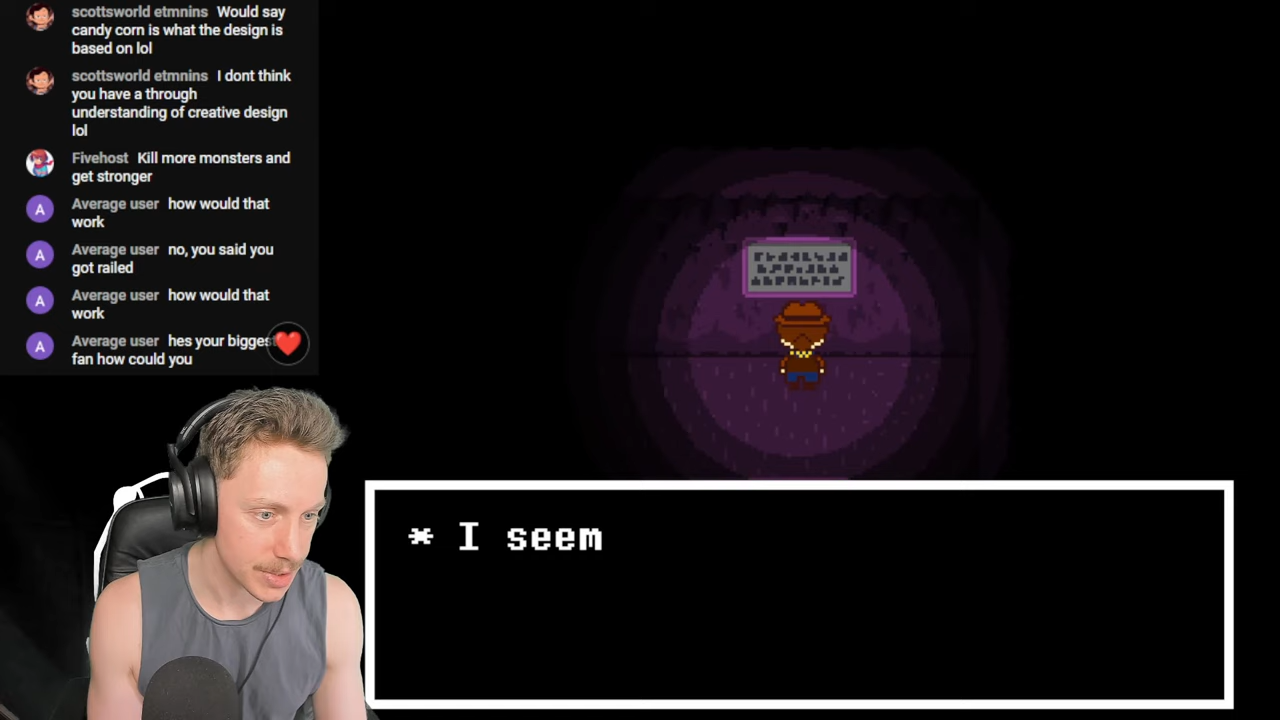 scottsworld etmnins Would say
candy corn is what the design is
based on lol
scottsworld etmnins I dont think
you have a through
understanding of creative design
lol
Fivehost Kill more monsters and
get stronger
A
Average user how would that
work
A
Average user no, you said you
got railed
A
Average user how would that
work
A
Average user hes your bigges
fan how could you
* I seem